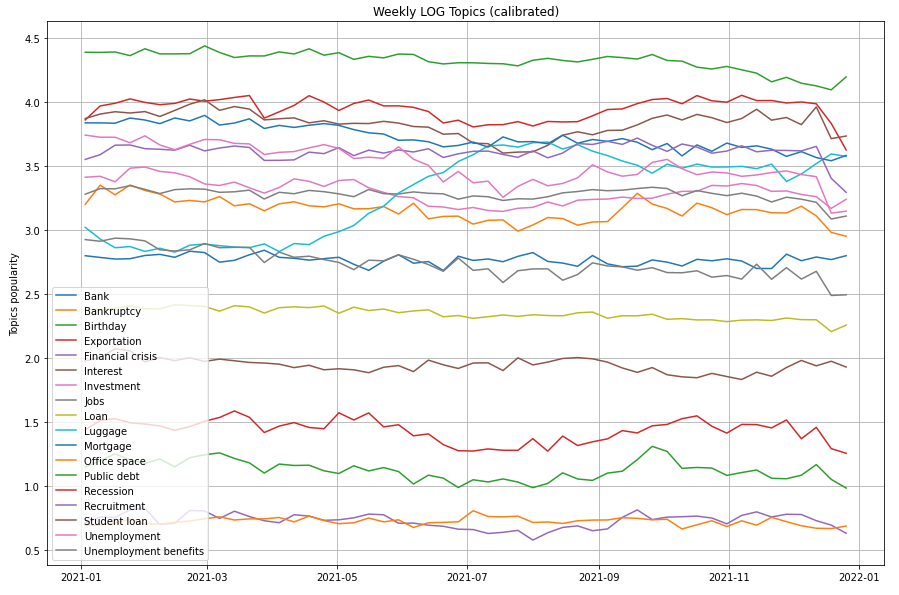 Weekly LOG Topics (calibrated)
Topics popularity
4.5
4.0
3.5
3.0
2.5
2.0
1.5
1.0
0.5
Bank
Bankruptcy
Birthday
Exportation
Financial crisis
Interest
Investment
Jobs
Loan
Luggage
Mortgage
Office space
Public debt
Recession
Recruitment
Student loan
Unemployment
Unemployment benefits
2021-01 2021-03 2021-05 2021-07 2021-09 2021-11 2022-01